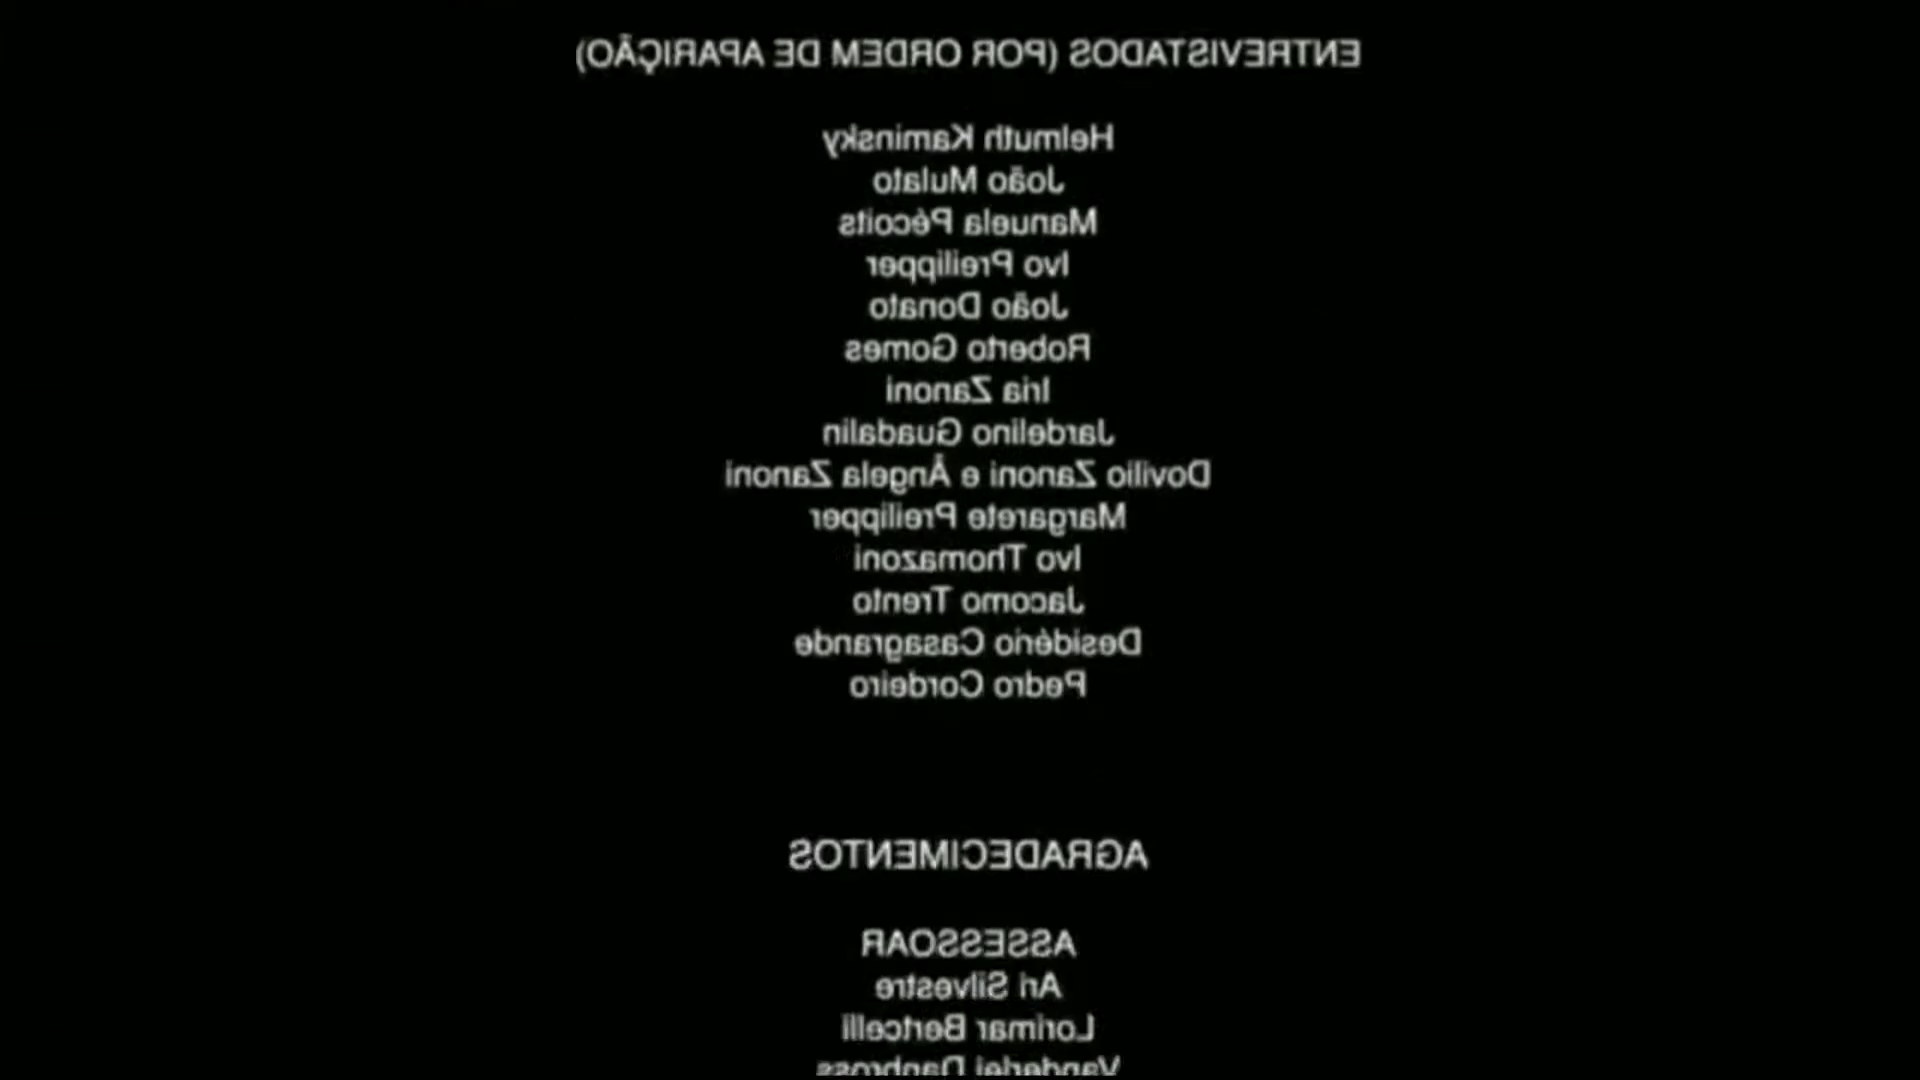 ENTREVISTADOS (POR ORDEM DE APARIÇÃO)
Helmuth Kaminsky
João Mulato
Manuela Pécoits
Ivo Preilipper
João Donato
Roberto Gomes
Iria Zanoni
Jardelino Guadalin
Dovilio Zanoni e Ângela Zanoni
Margarete Preilipper
Ivo Thomazoni
Jacomo Trento
Desidério Casagrande
Pedro Cordeiro
AGRADECIMENTOS
ASSESSOAR
Ari Silvestre
Lorimar Bertcelli
Vanderlei